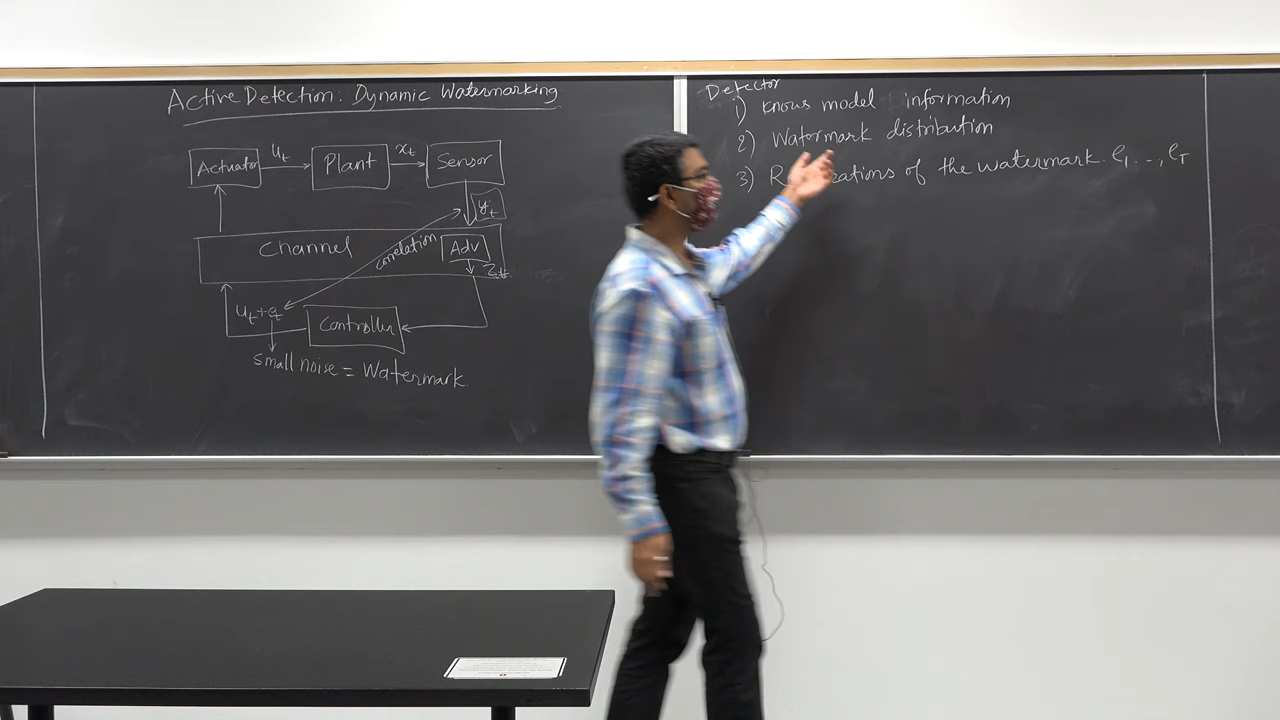 Active Detection: Dynamic Watermarking
Actuator
u_t
Plant
x_t
Sensor
y_t
Channel
correlation
Adv
z_t
u_t + e_t
Controller
small noise = Watermark
Detector
1) Knows model information
2) Watermark distribution
3) of the watermark. e_1 . . , e_T